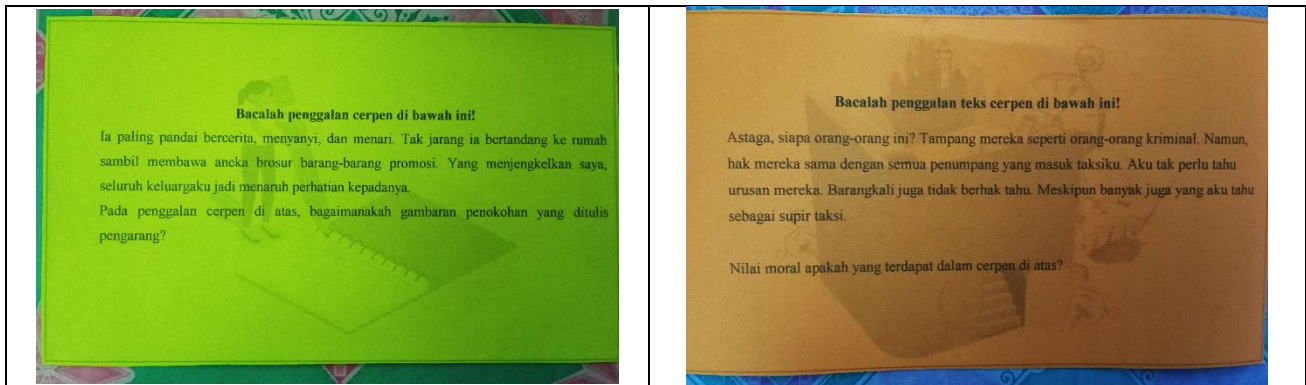 Bacalah penggalan cerpen di bawah ini!
Ia paling pandai bercerita, menyanyi, dan menari. Tak jarang ia bertandang ke rumah
sambil membawa aneka brosur barang-barang promosi. Yang menjengkelkan saya,
seluruh keluargaku jadi menaruh perhatian kepadanya.
Pada penggalan cerpen di atas, bagaimanakah gambaran penokohan yang ditulis
pengarang?
Bacalah penggalan teks cerpen di bawah ini!
Astaga, siapa orang-orang ini? Tampang mereka seperti orang-orang kriminal. Namun,
hak mereka sama dengan semua penumpang yang masuk taksiku. Aku tak perlu tahu
urusan mereka. Barangkali juga tidak berhak tahu. Meskipun banyak juga yang aku tahu
sebagai supir taksi.
Nilai moral apakah yang terdapat dalam cerpen di atas?